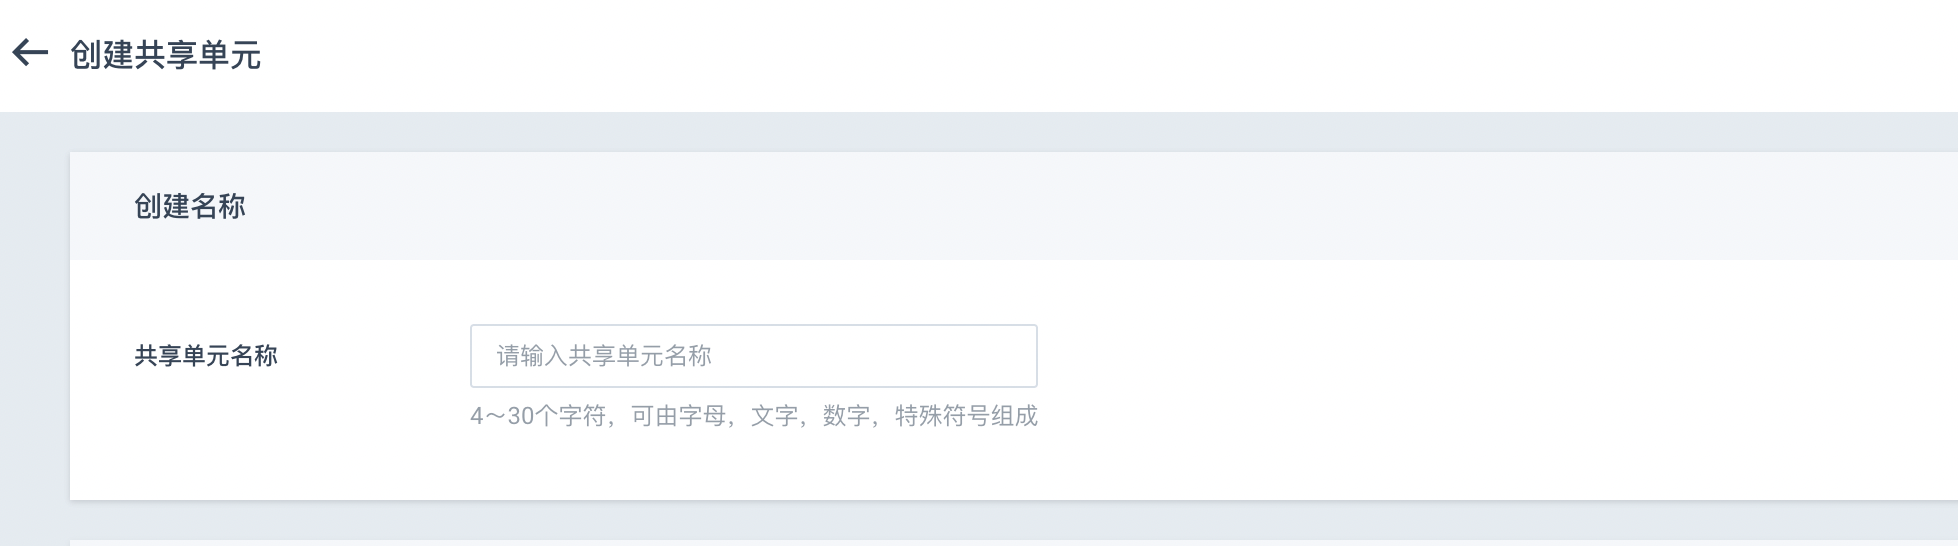 创建共享单元
创建名称
共享单元名称
请输入共享单元名称
4～30个字符，可由字母，文字，数字，特殊符号组成